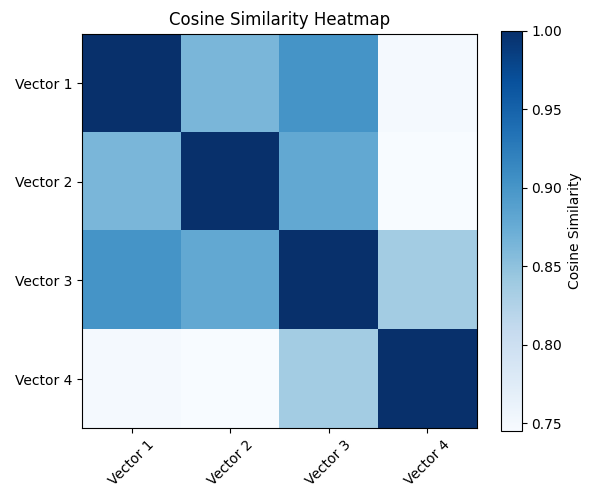 Cosine Similarity Heatmap
Vector 1
Vector 2
Vector 3
Vector 4
Vector 1
Vector 2
Vector 3
Vector 4
1.00
0.95
0.90
0.85
0.80
0.75
Cosine Similarity